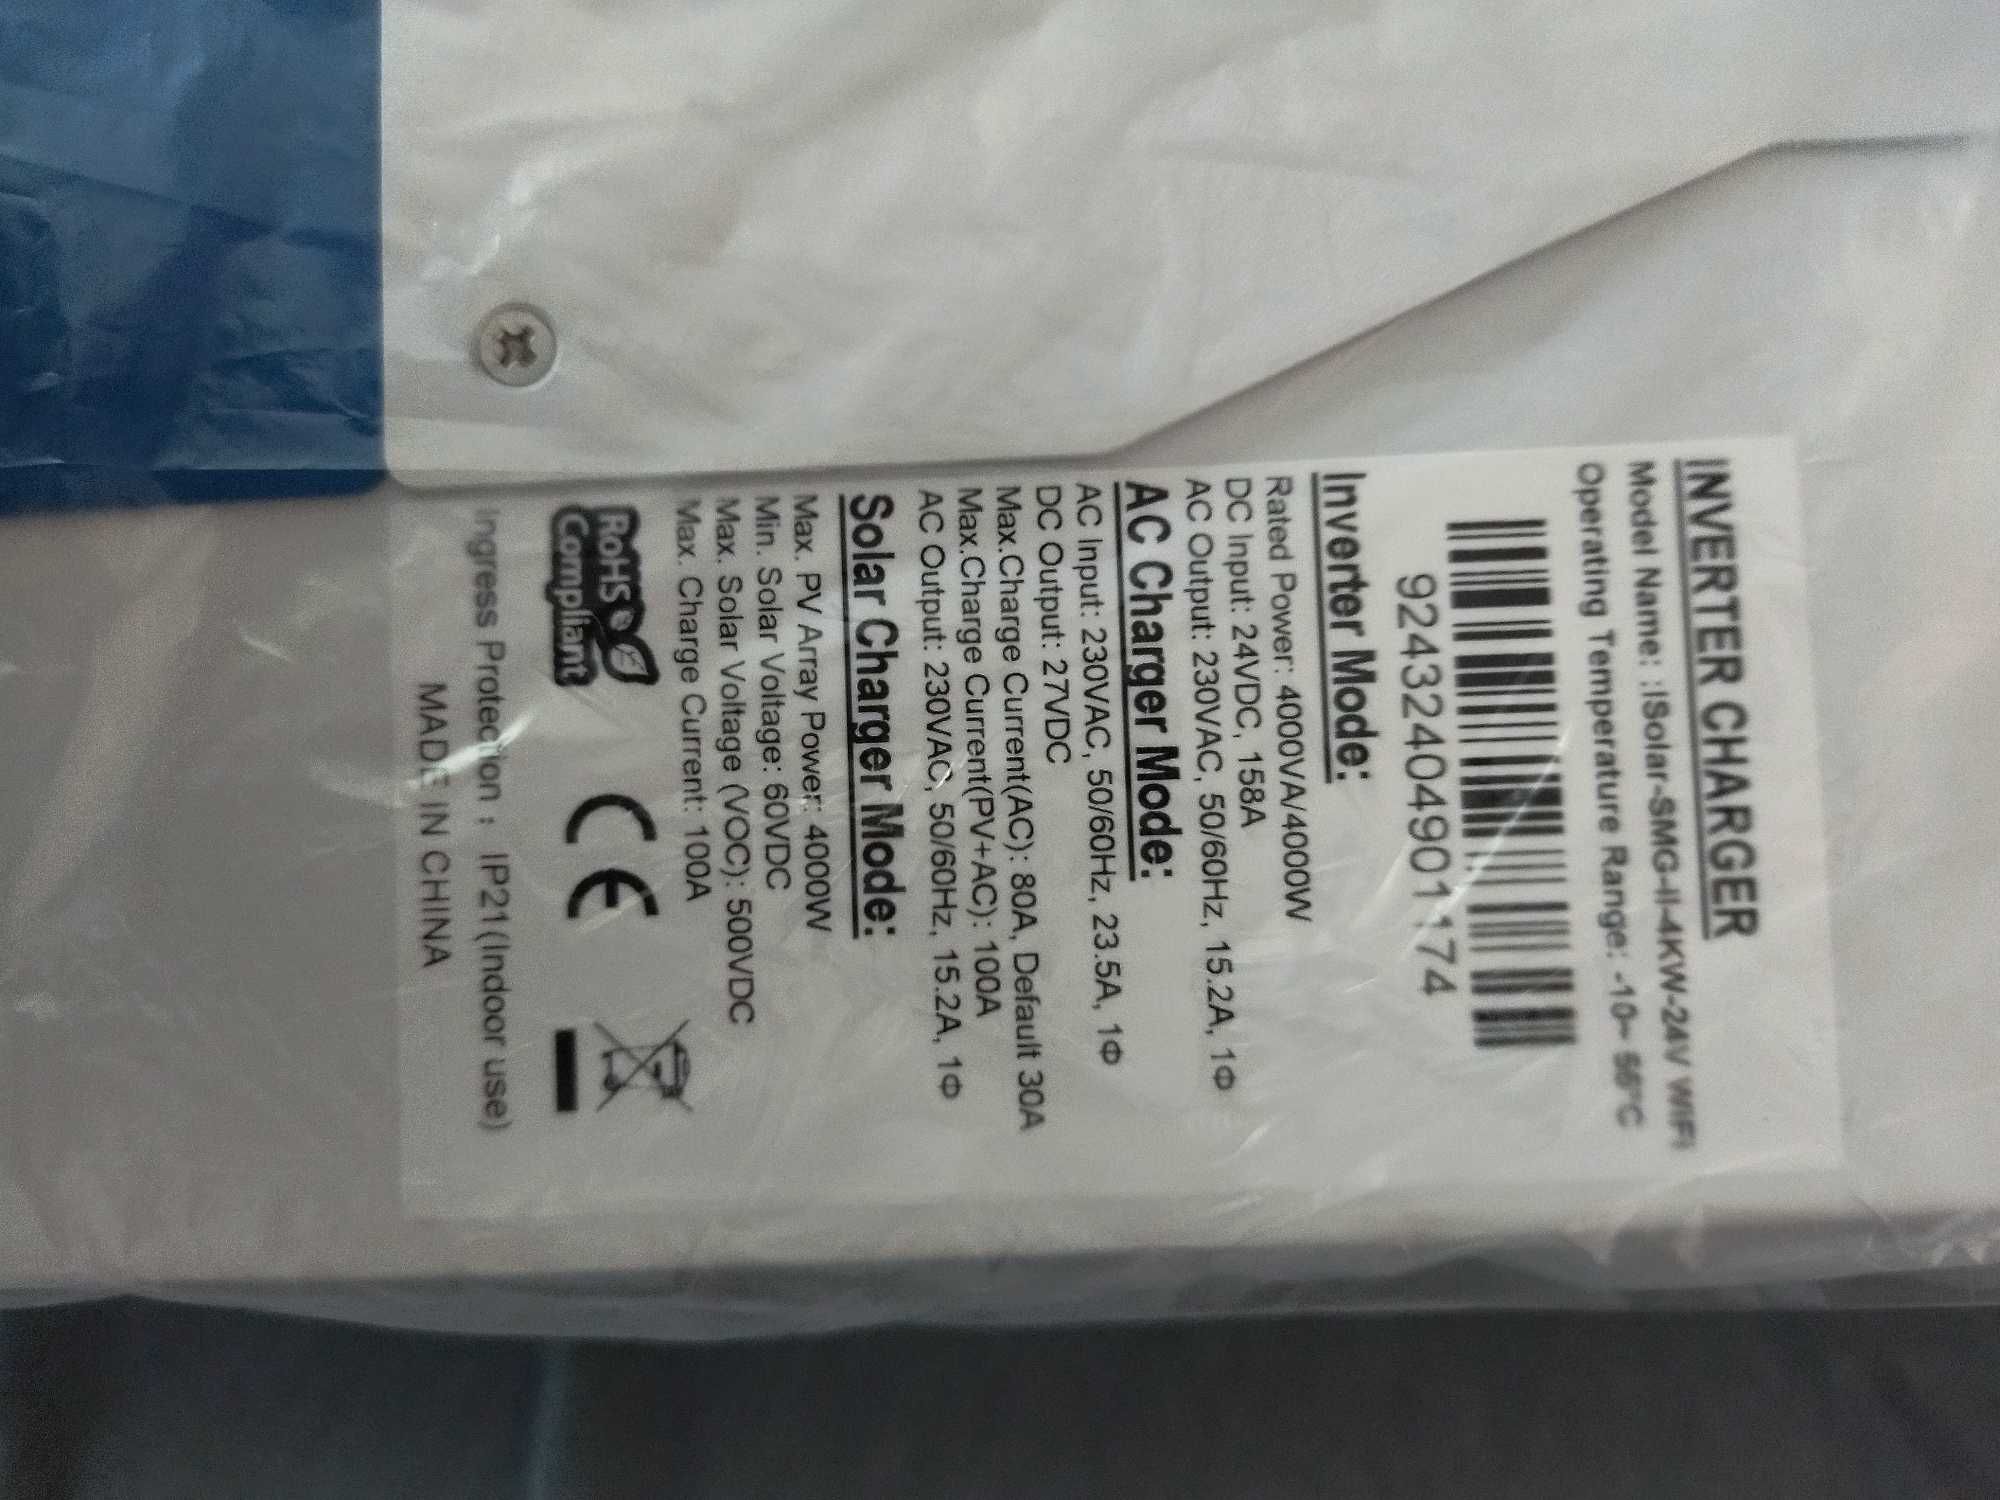 INVERTER CHARGER
Model Name: :ISolar-SMG-II-4KW-24V WIFI
Operating Temperature Range: -10~ 55°C
92432404901174
Inverter Mode:
Rated Power: 4000VA/4000W
DC Input: 24VDC, 158A
AC Output: 230VAC, 50/60Hz, 15.2A, 1Φ
AC Charger Mode:
AC Input: 230VAC, 50/60Hz, 23.5A, 1Φ
DC Output: 27VDC
Max.Charge Current(AC): 80A, Default 30A
Max.Charge Current(PV+AC): 100A
AC Output: 230VAC, 50/60Hz, 15.2A, 1Φ
Solar Charger Mode:
Max. PV Array Power: 4000W
Min. Solar Voltage: 60VDC
Max. Solar Voltage (VOC): 500VDC
Max. Charge Current: 100A
RoHS
Compliant
CE
Ingress Protection : IP21(Indoor use)
MADE IN CHINA